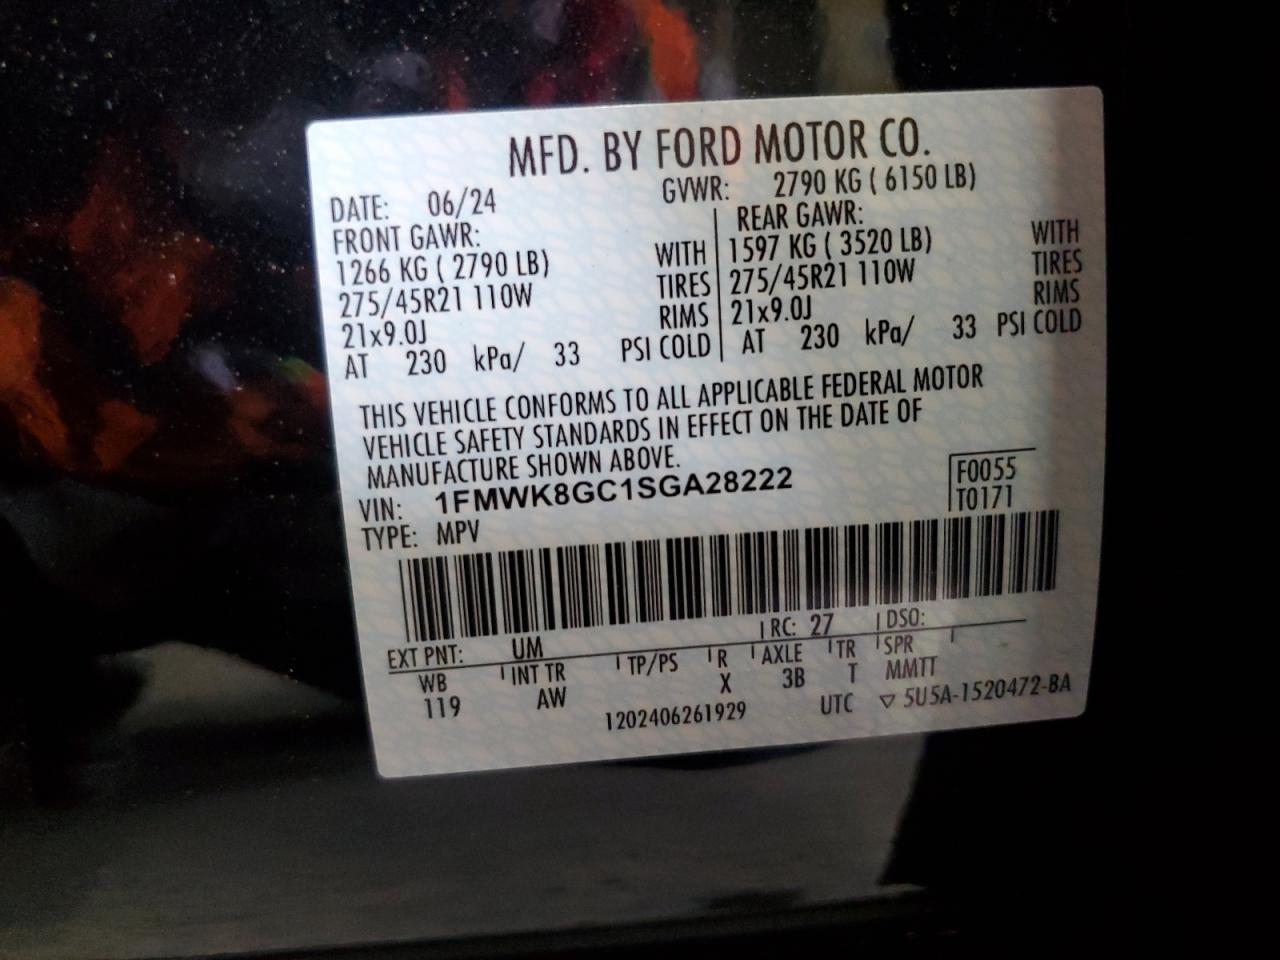 MFD. BY FORD MOTOR CO.
DATE: 06/24 GVWR: 2790 KG ( 6150 LB)
FRONT GAWR: REAR GAWR:
1266 KG ( 2790 LB) WITH 1597 KG ( 3520 LB) WITH
275/45R21 110W TIRES 275/45R21 110W TIRES
21x9.0J RIMS 21x9.0J RIMS
AT 230 kPa/ 33 PSI COLD AT 230 kPa/ 33 PSI COLD
THIS VEHICLE CONFORMS TO ALL APPLICABLE FEDERAL MOTOR
VEHICLE SAFETY STANDARDS IN EFFECT ON THE DATE OF
MANUFACTURE SHOWN ABOVE.
VIN: 1FMWK8GC1SGA28222 F0055
TYPE: MPV T0171
EXT PNT: UM RC: 27 DSO:
WB INT TR TP/PS R AXLE TR SPR
119 AW X 3B T MMTT
1202406261929 UTC ▽ 5U5A-1520472-BA